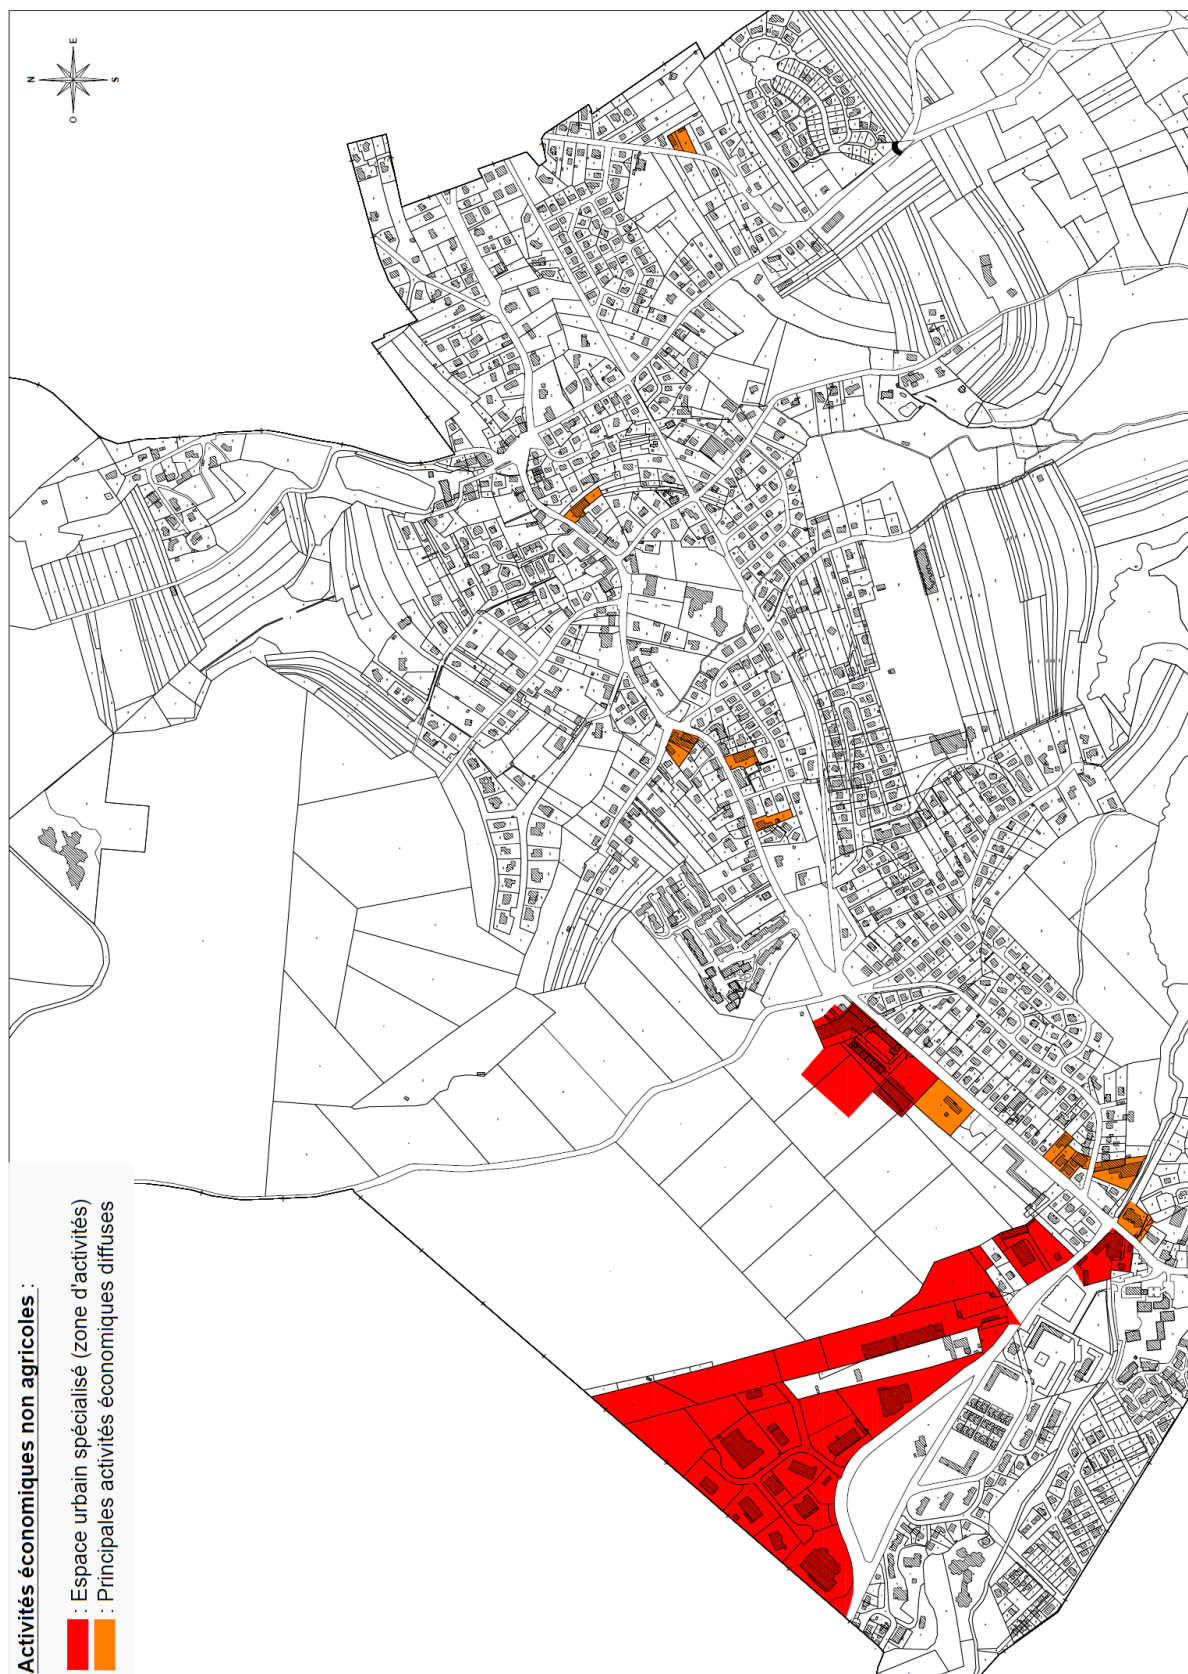 Activités économiques non agricoles :
: Espace urbain spécialisé (zone d'activités)
: Principales activités économiques diffuses
N
E
S
O